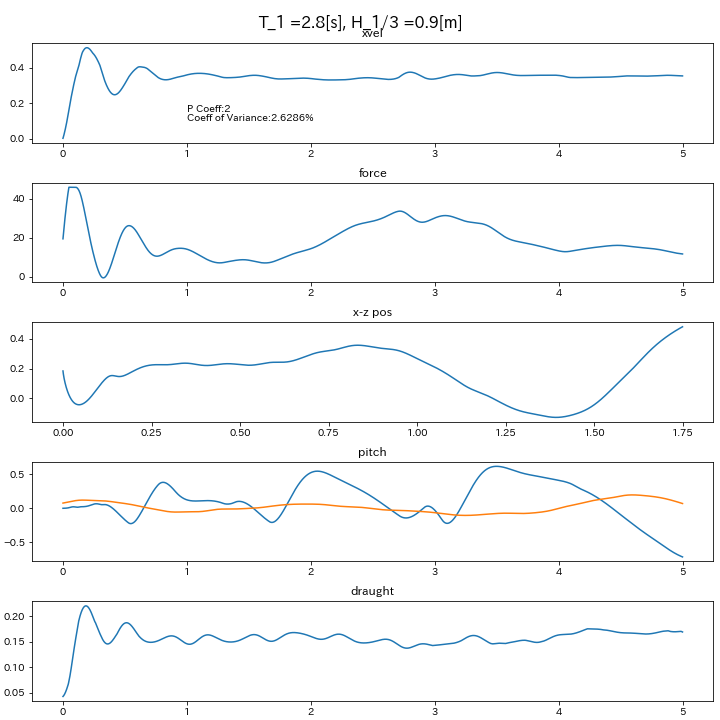 T_1 =2.8[s], H_1/3 =0.9[m]
xvel
0.4
0.2
0.0
P Coeff:2
Coeff of Variance:2.6286%
0 1 2 3 4 5
force
40
20
0
0 1 2 3 4 5
x-z pos
0.4
0.2
0.0
0.00 0.25 0.50 0.75 1.00 1.25 1.50 1.75
pitch
0.5
0.0
−0.5
0 1 2 3 4 5
draught
0.20
0.15
0.10
0.05
0 1 2 3 4 5